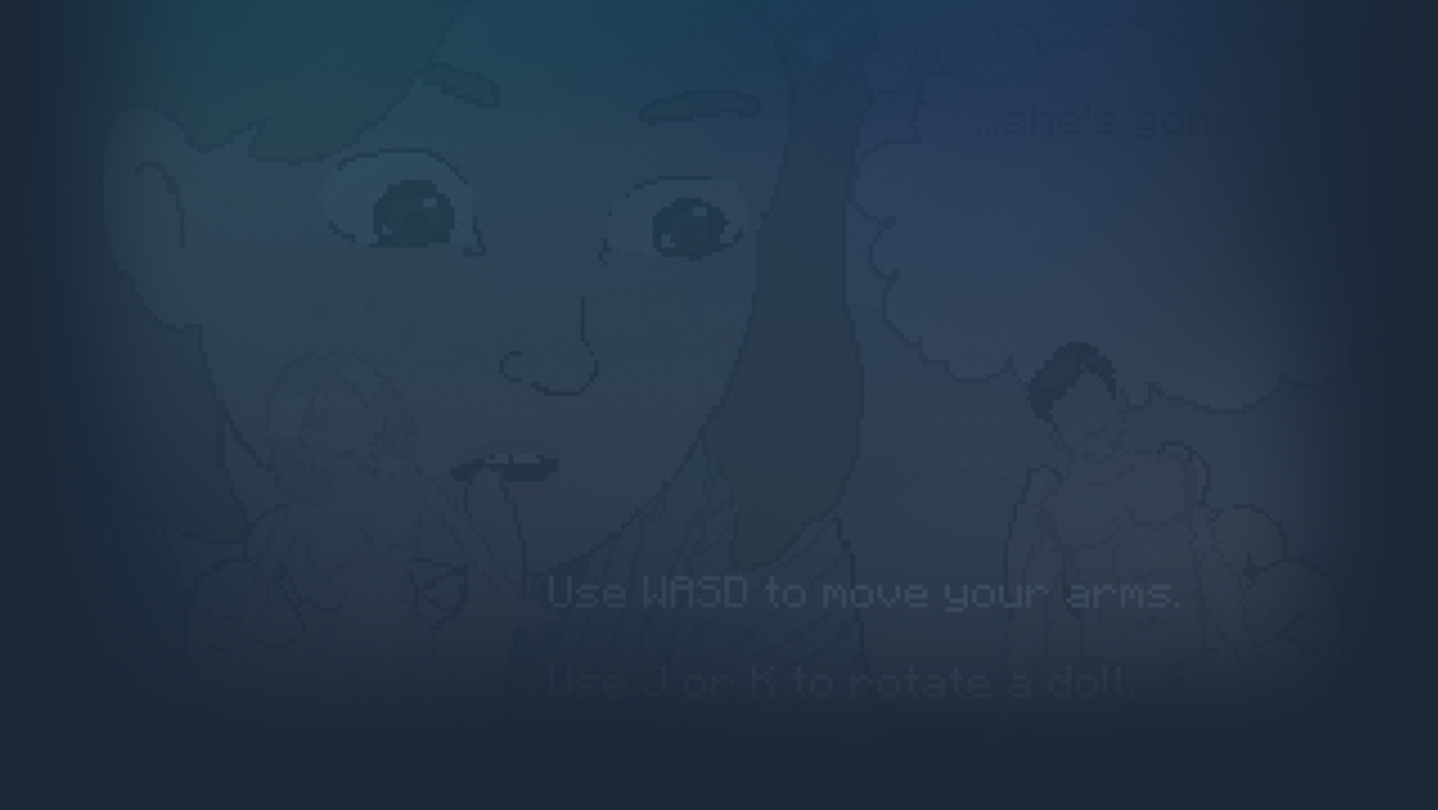 ...she's gone.
Use WASD to move your arms.
Use J or K to rotate a doll.